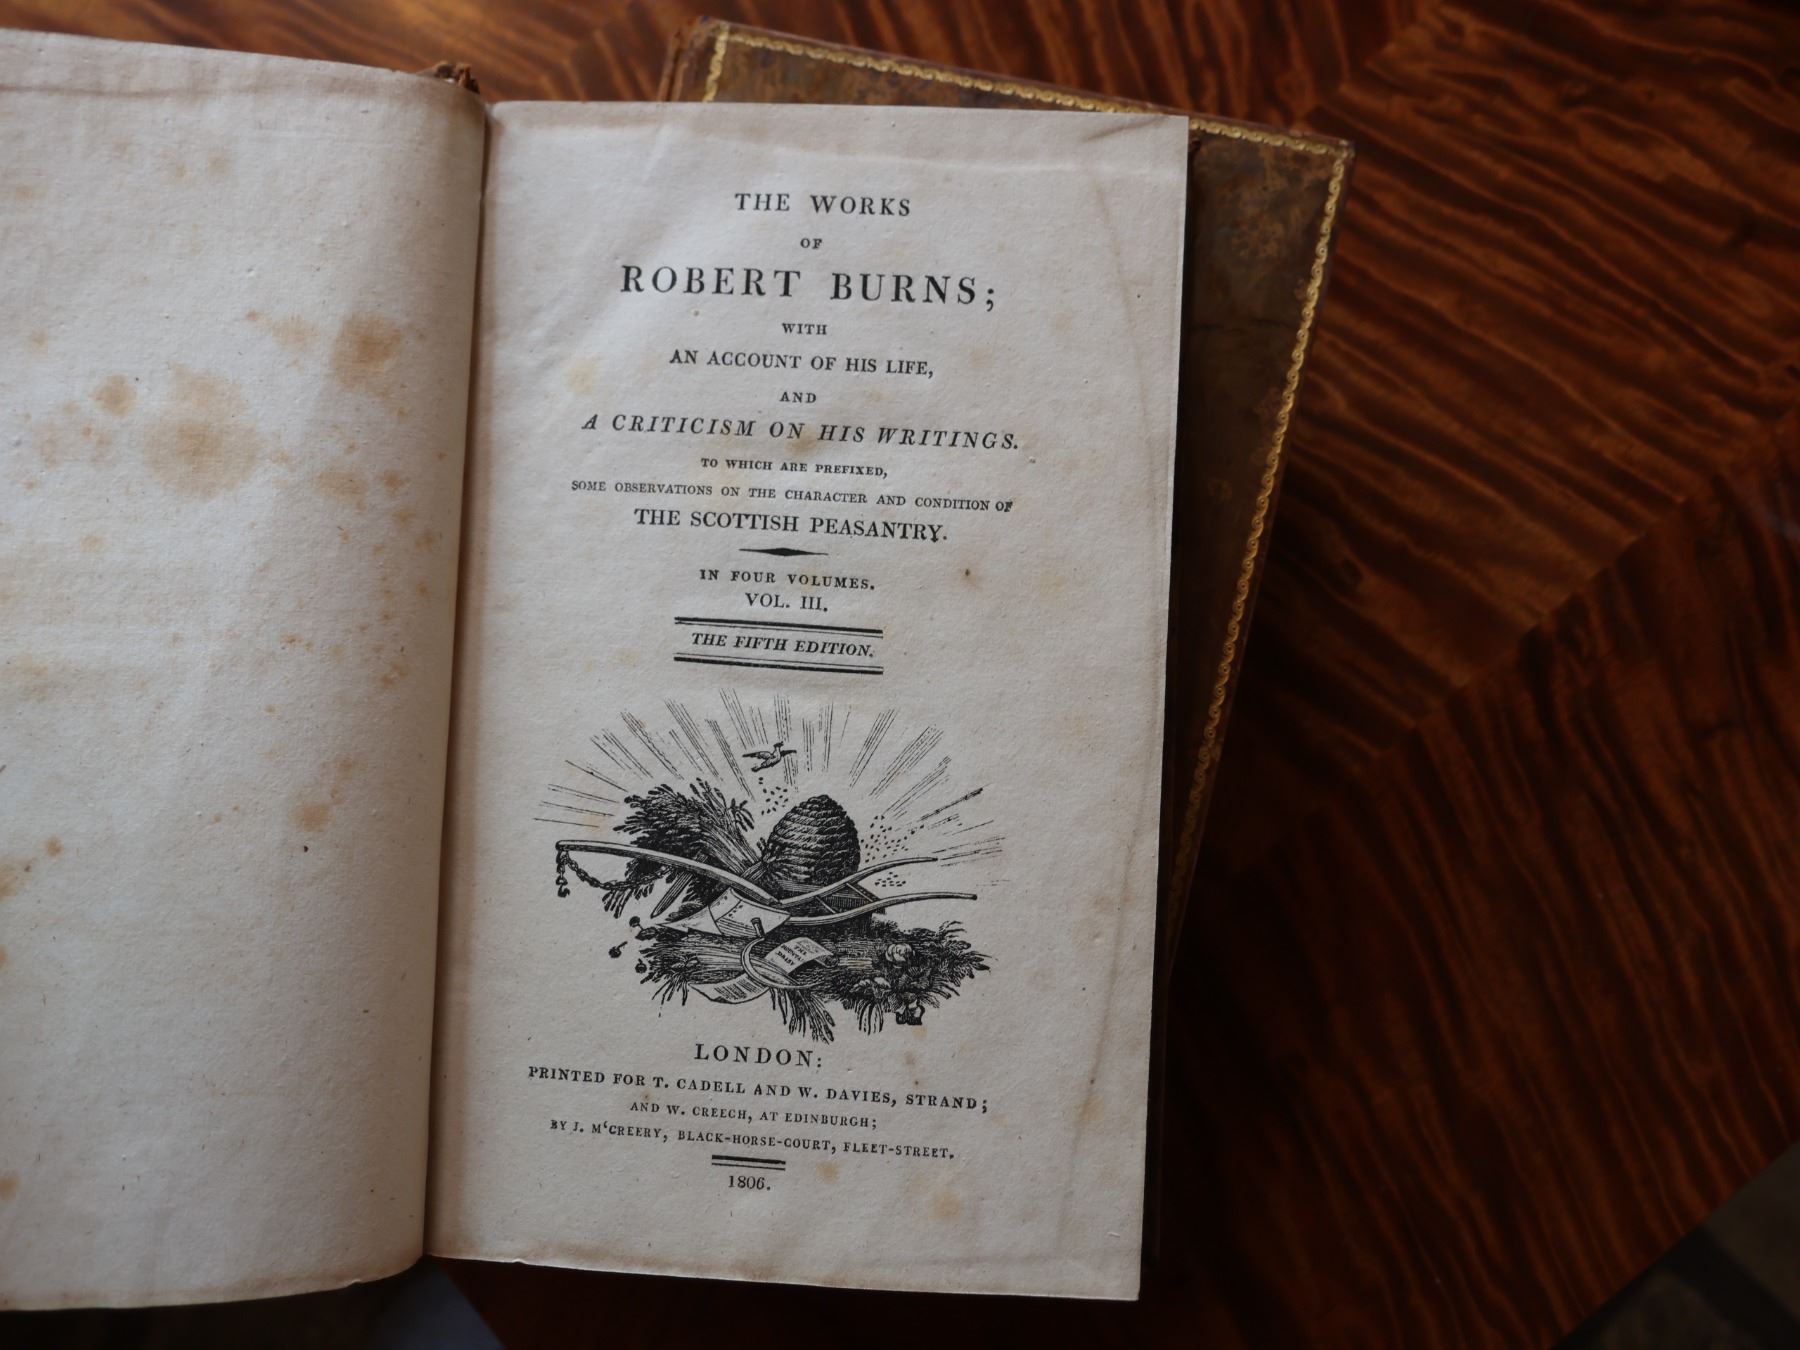 THE WORKS
OF
ROBERT BURNS;
WITH
AN ACCOUNT OF HIS LIFE,
AND
A CRITICISM ON HIS WRITINGS.
TO WHICH ARE PREFIXED,
SOME OBSERVATIONS ON THE CHARACTER AND CONDITION OF
THE SCOTTISH PEASANTRY.
IN FOUR VOLUMES.
VOL. III.
THE FIFTH EDITION.
LONDON:
PRINTED FOR T. CADELL AND W. DAVIES, STRAND;
AND W. CREECH, AT EDINBURGH;
BY J. M‘CREERY, BLACK-HORSE-COURT, FLEET-STREET.
1806.